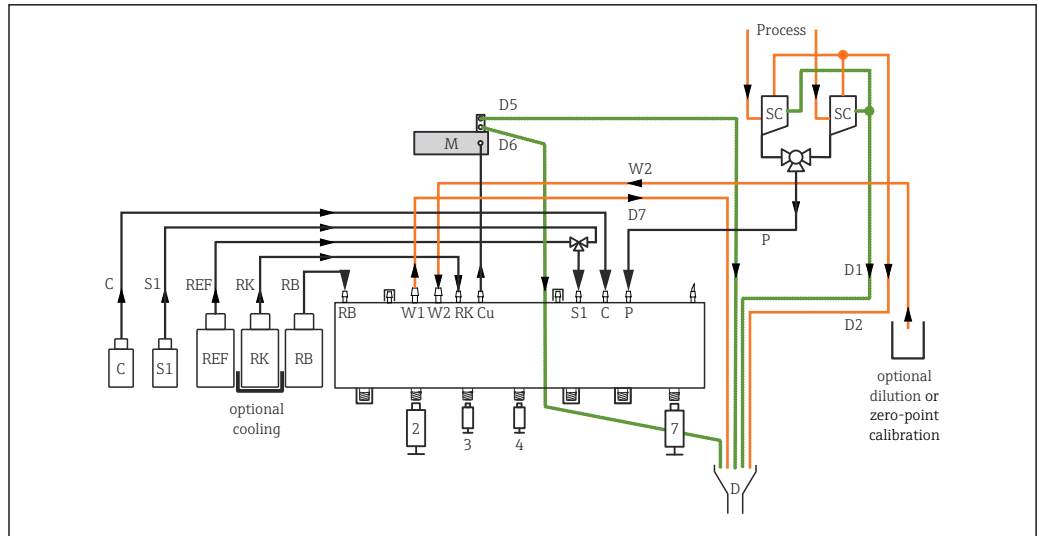 Process
SC
SC
D5
M
D6
W2
D7
P
C
S1
REF
RK
RB
D1
RB
W1
W2
RK
Cu
S1
C
P
D2
C
S1
REF
RK
RB
optional
cooling
optional
dilution or
zero-point
calibration
2
3
4
7
D